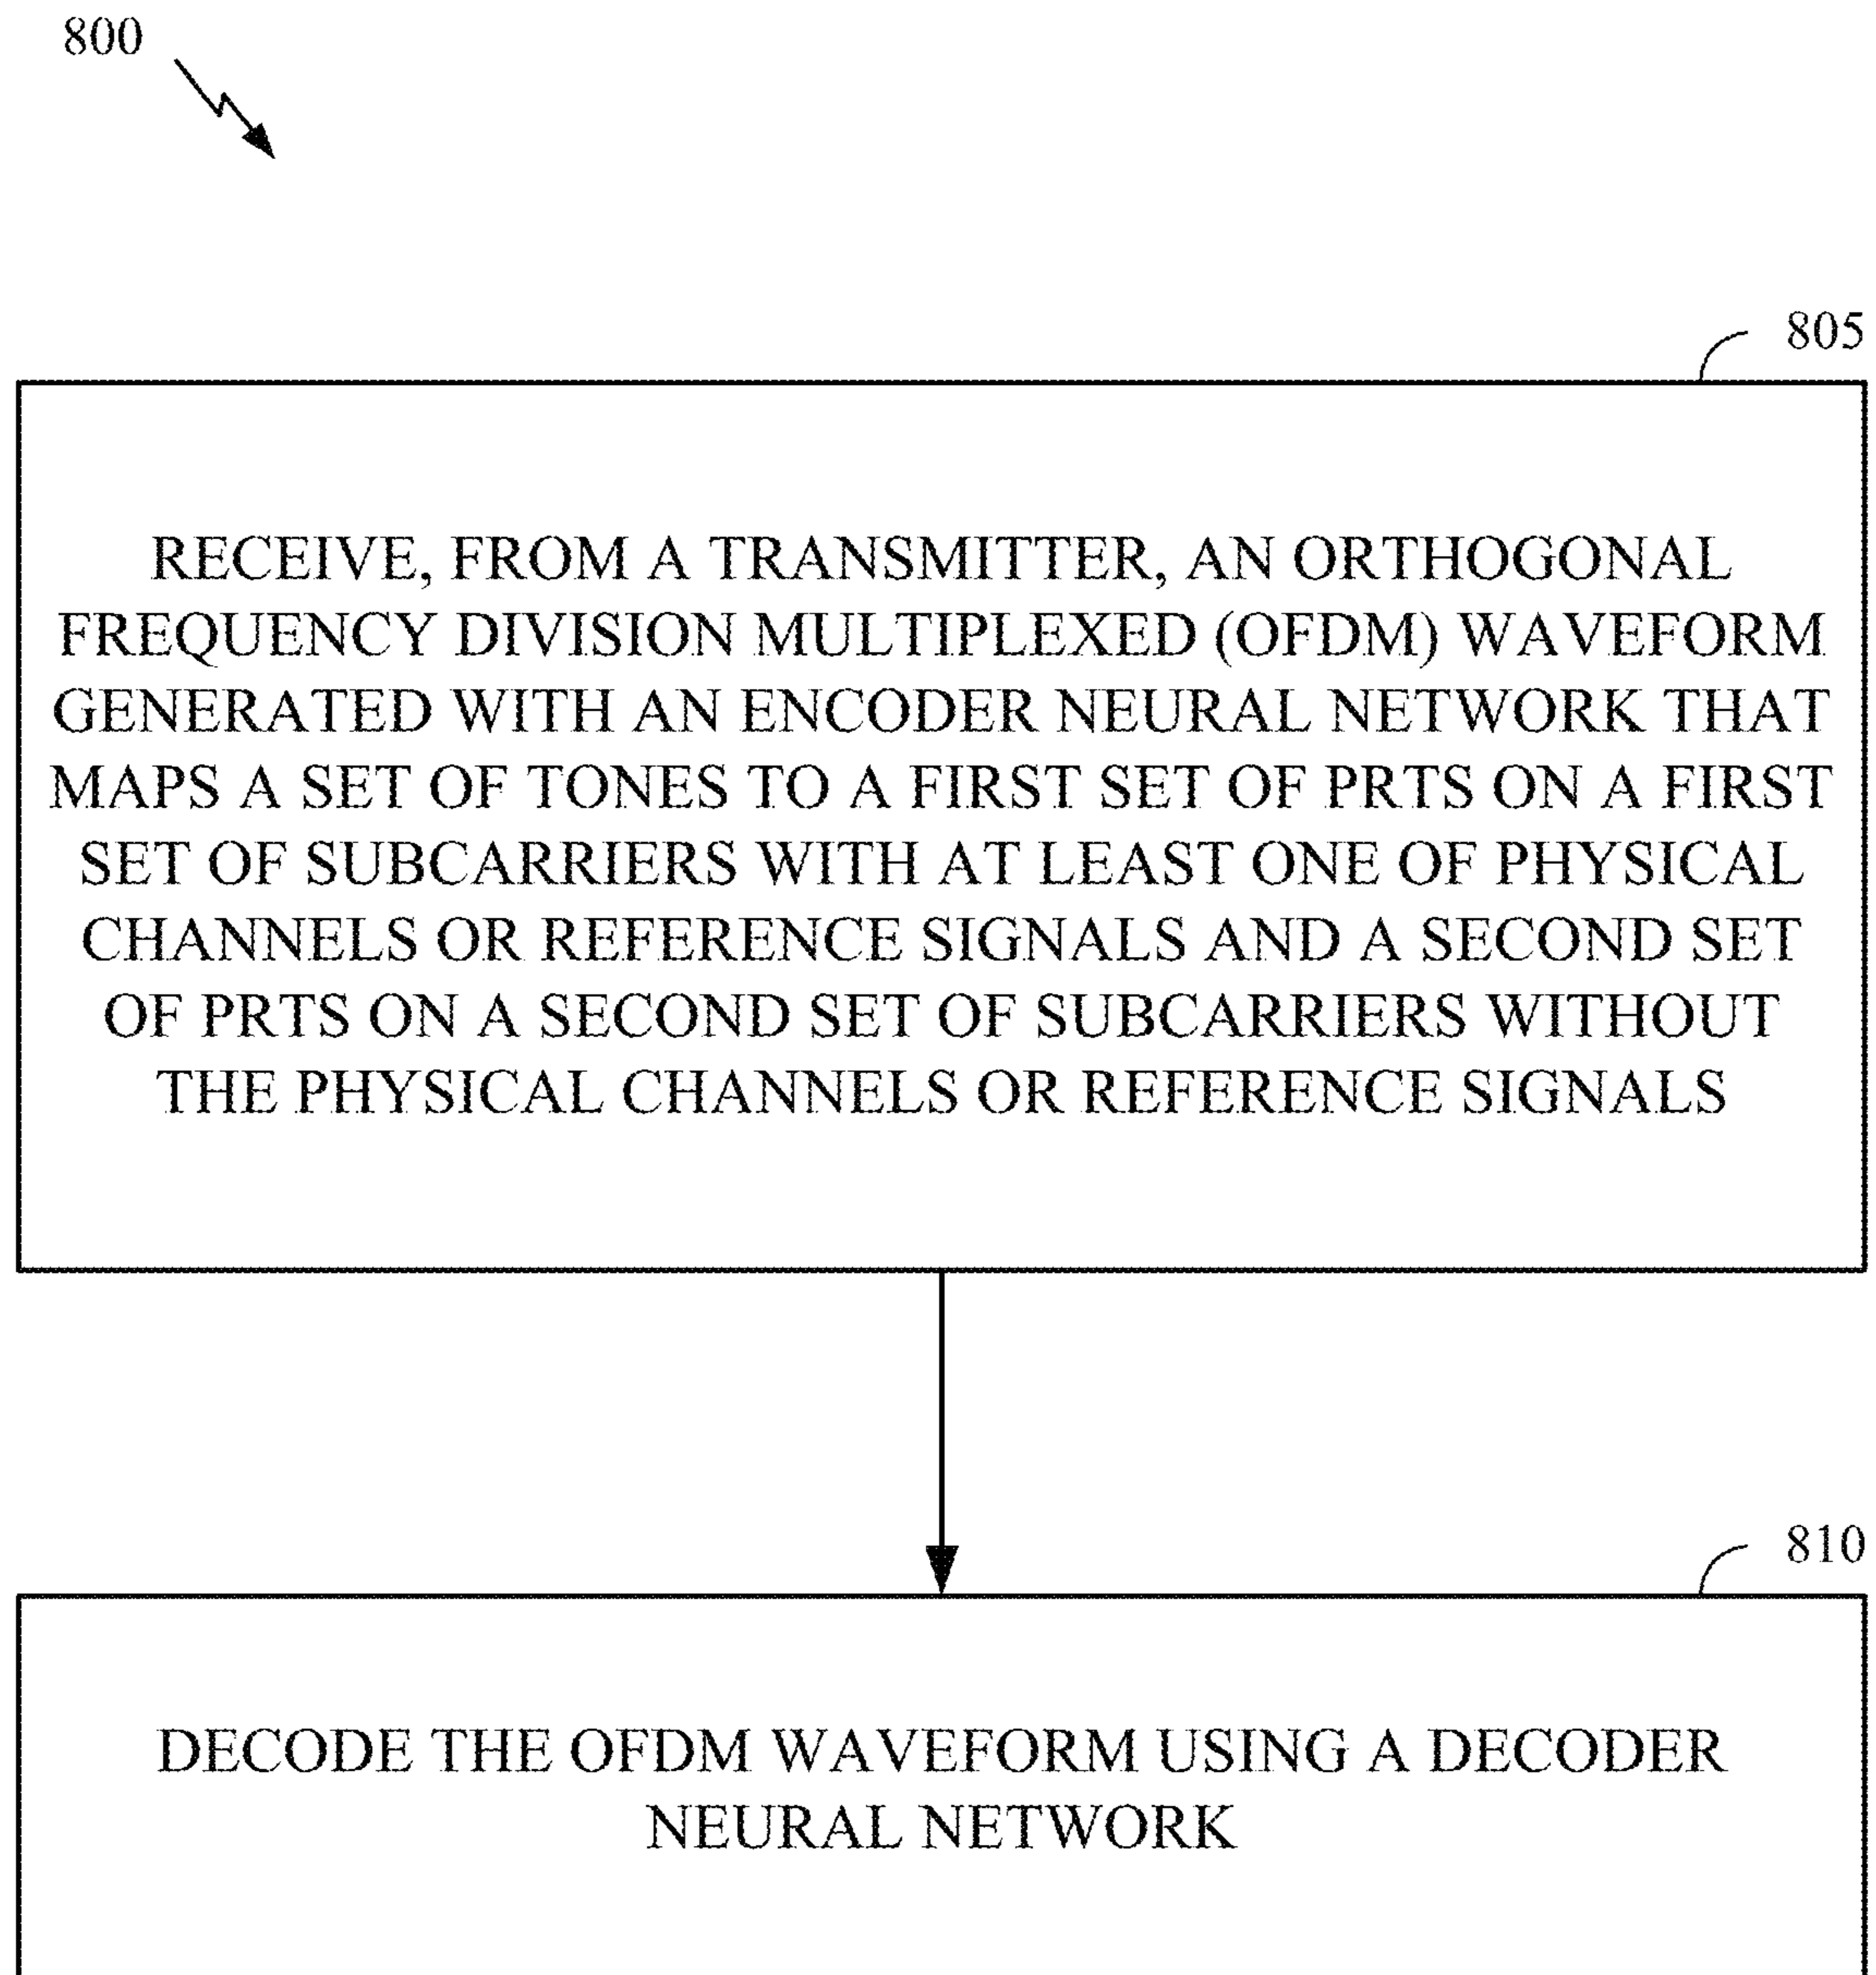 800
805
RECEIVE, FROM A TRANSMITTER, AN ORTHOGONAL
FREQUENCY DIVISION MULTIPLEXED (OFDM) WAVEFORM
GENERATED WITH AN ENCODER NEURAL NETWORK THAT
MAPS A SET OF TONES TO A FIRST SET OF PRTS ON A FIRST
SET OF SUBCARRIERS WITH AT LEAST ONE OF PHYSICAL
CHANNELS OR REFERENCE SIGNALS AND A SECOND SET
OF PRTS ON A SECOND SET OF SUBCARRIERS WITHOUT
THE PHYSICAL CHANNELS OR REFERENCE SIGNALS
810
DECODE THE OFDM WAVEFORM USING A DECODER
NEURAL NETWORK